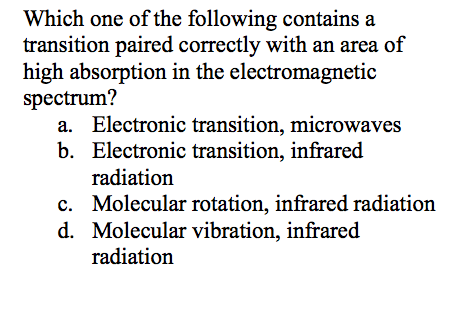 Which one of the following contains a
transition paired correctly with an area of
high absorption in the electromagnetic
spectrum?
a. Electronic transition, microwaves
b. Electronic transition, infrared
radiation
c. Molecular rotation, infrared radiation
d. Molecular vibration, infrared
radiation